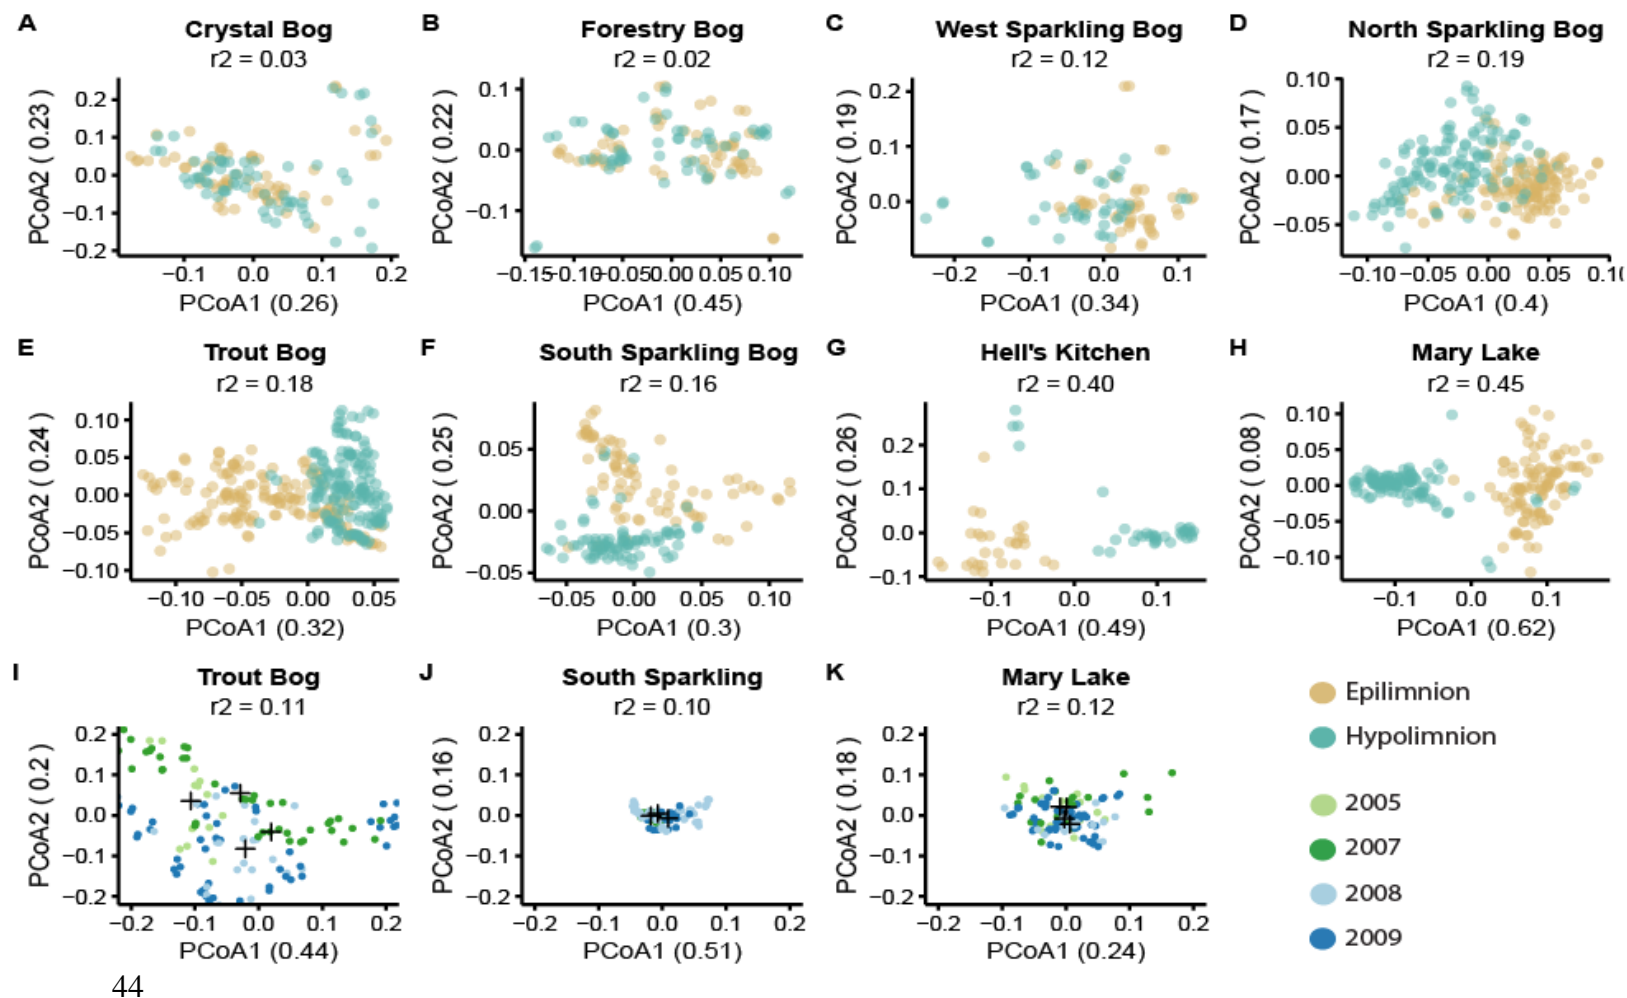 A Crystal Bog
r2 = 0.03
PCoA2 ( 0.23 )
0.2
0.1
0.0
−0.1
−0.2
−0.1 0.0 0.1 0.2
PCoA1 (0.26)
B Forestry Bog
r2 = 0.02
PCoA2 ( 0.22 )
0.1
0.0
−0.1
−0.15 −0.10 −0.05 0.00 0.05 0.10
PCoA1 (0.45)
C West Sparkling Bog
r2 = 0.12
PCoA2 ( 0.19 )
0.2
0.1
0.0
−0.2 −0.1 0.0 0.1
PCoA1 (0.34)
D North Sparkling Bog
r2 = 0.19
PCoA2 ( 0.17 )
0.10
0.05
0.00
−0.05
−0.10 −0.05 0.00 0.05 0.10
PCoA1 (0.4)
E Trout Bog
r2 = 0.18
PCoA2 ( 0.24 )
0.10
0.05
0.00
−0.05
−0.10
−0.10 −0.05 0.00 0.05
PCoA1 (0.32)
F South Sparkling Bog
r2 = 0.16
PCoA2 ( 0.25 )
0.05
0.00
−0.05
−0.05 0.00 0.05 0.10
PCoA1 (0.3)
G Hell's Kitchen
r2 = 0.40
PCoA2 ( 0.26 )
0.2
0.1
0.0
−0.1
−0.1 0.0 0.1
PCoA1 (0.49)
H Mary Lake
r2 = 0.45
PCoA2 ( 0.08 )
0.10
0.05
0.00
−0.05
−0.10
−0.1 0.0 0.1
PCoA1 (0.62)
I Trout Bog
r2 = 0.11
PCoA2 ( 0.2 )
0.2
0.1
0.0
−0.1
−0.2
−0.2 −0.1 0.0 0.1 0.2
PCoA1 (0.44)
J South Sparkling
r2 = 0.10
PCoA2 ( 0.16 )
0.2
0.1
0.0
−0.1
−0.2
−0.2 −0.1 0.0 0.1 0.2
PCoA1 (0.51)
K Mary Lake
r2 = 0.12
PCoA2 ( 0.18 )
0.2
0.1
0.0
−0.1
−0.2
−0.2 −0.1 0.0 0.1 0.2
PCoA1 (0.24)
Epilimnion
Hypolimnion
2005
2007
2008
2009
44